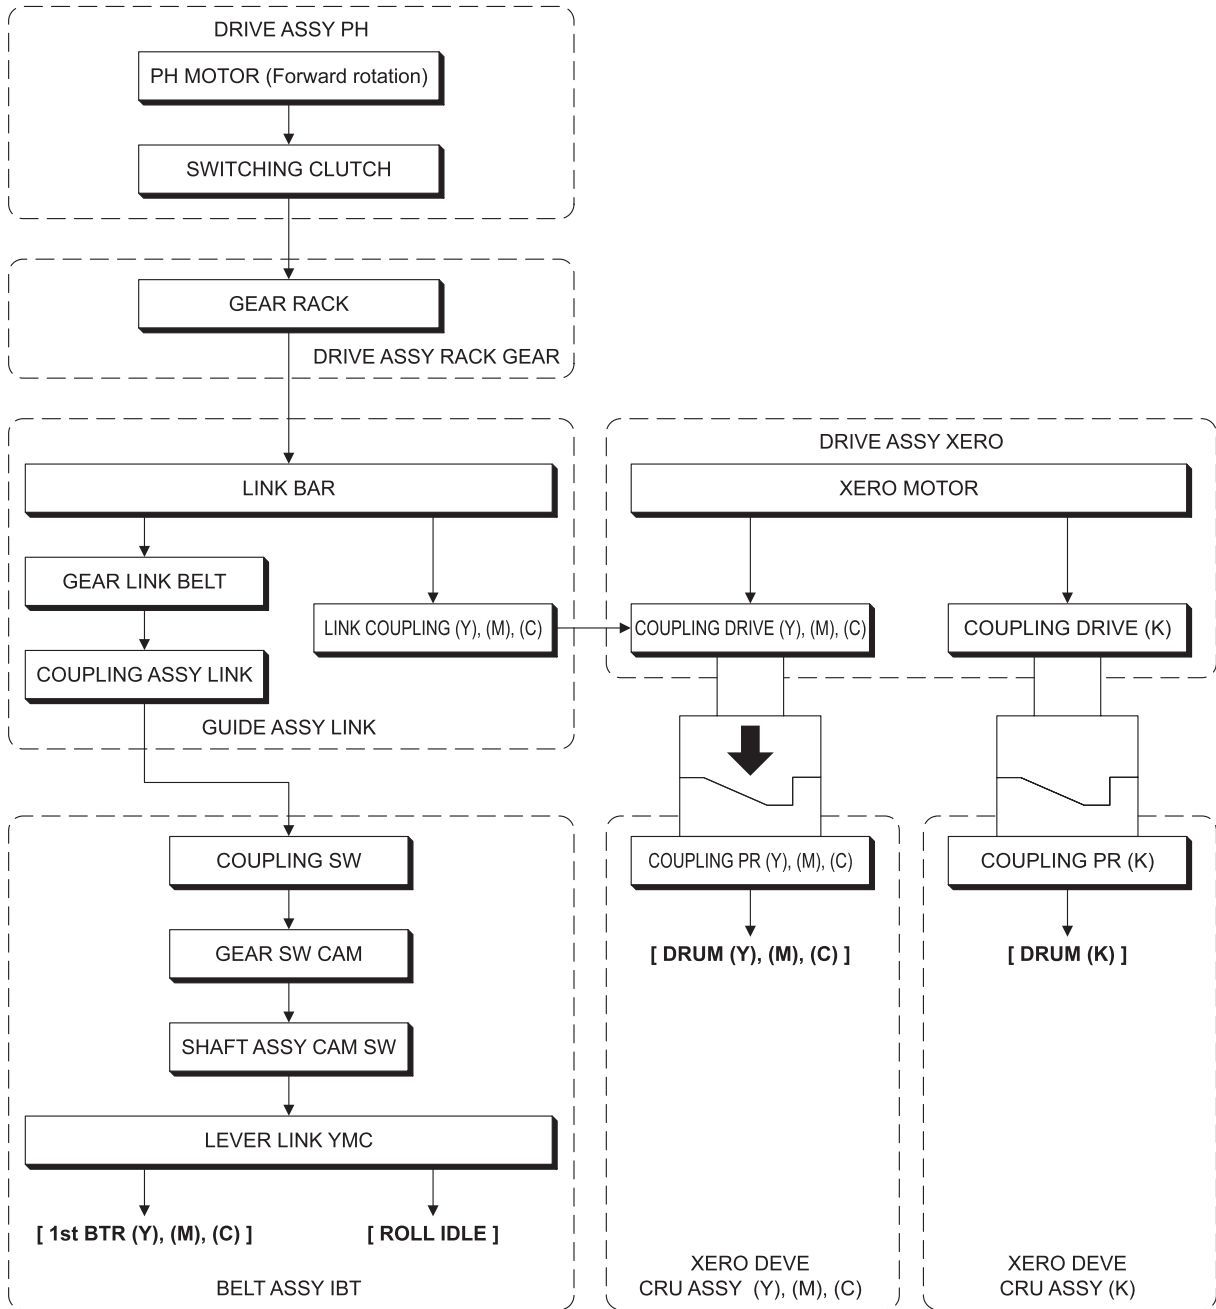 DRIVE ASSY PH
PH MOTOR (Forward rotation)
SWITCHING CLUTCH
GEAR RACK
DRIVE ASSY RACK GEAR
LINK BAR
GEAR LINK BELT
LINK COUPLING (Y), (M), (C)
COUPLING ASSY LINK
GUIDE ASSY LINK
DRIVE ASSY XERO
XERO MOTOR
COUPLING DRIVE (Y), (M), (C)
COUPLING DRIVE (K)
COUPLING SW
GEAR SW CAM
SHAFT ASSY CAM SW
LEVER LINK YMC
[ 1st BTR (Y), (M), (C) ]
[ ROLL IDLE ]
BELT ASSY IBT
COUPLING PR (Y), (M), (C)
[ DRUM (Y), (M), (C) ]
XERO DEVE
CRU ASSY (Y), (M), (C)
COUPLING PR (K)
[ DRUM (K) ]
XERO DEVE
CRU ASSY (K)